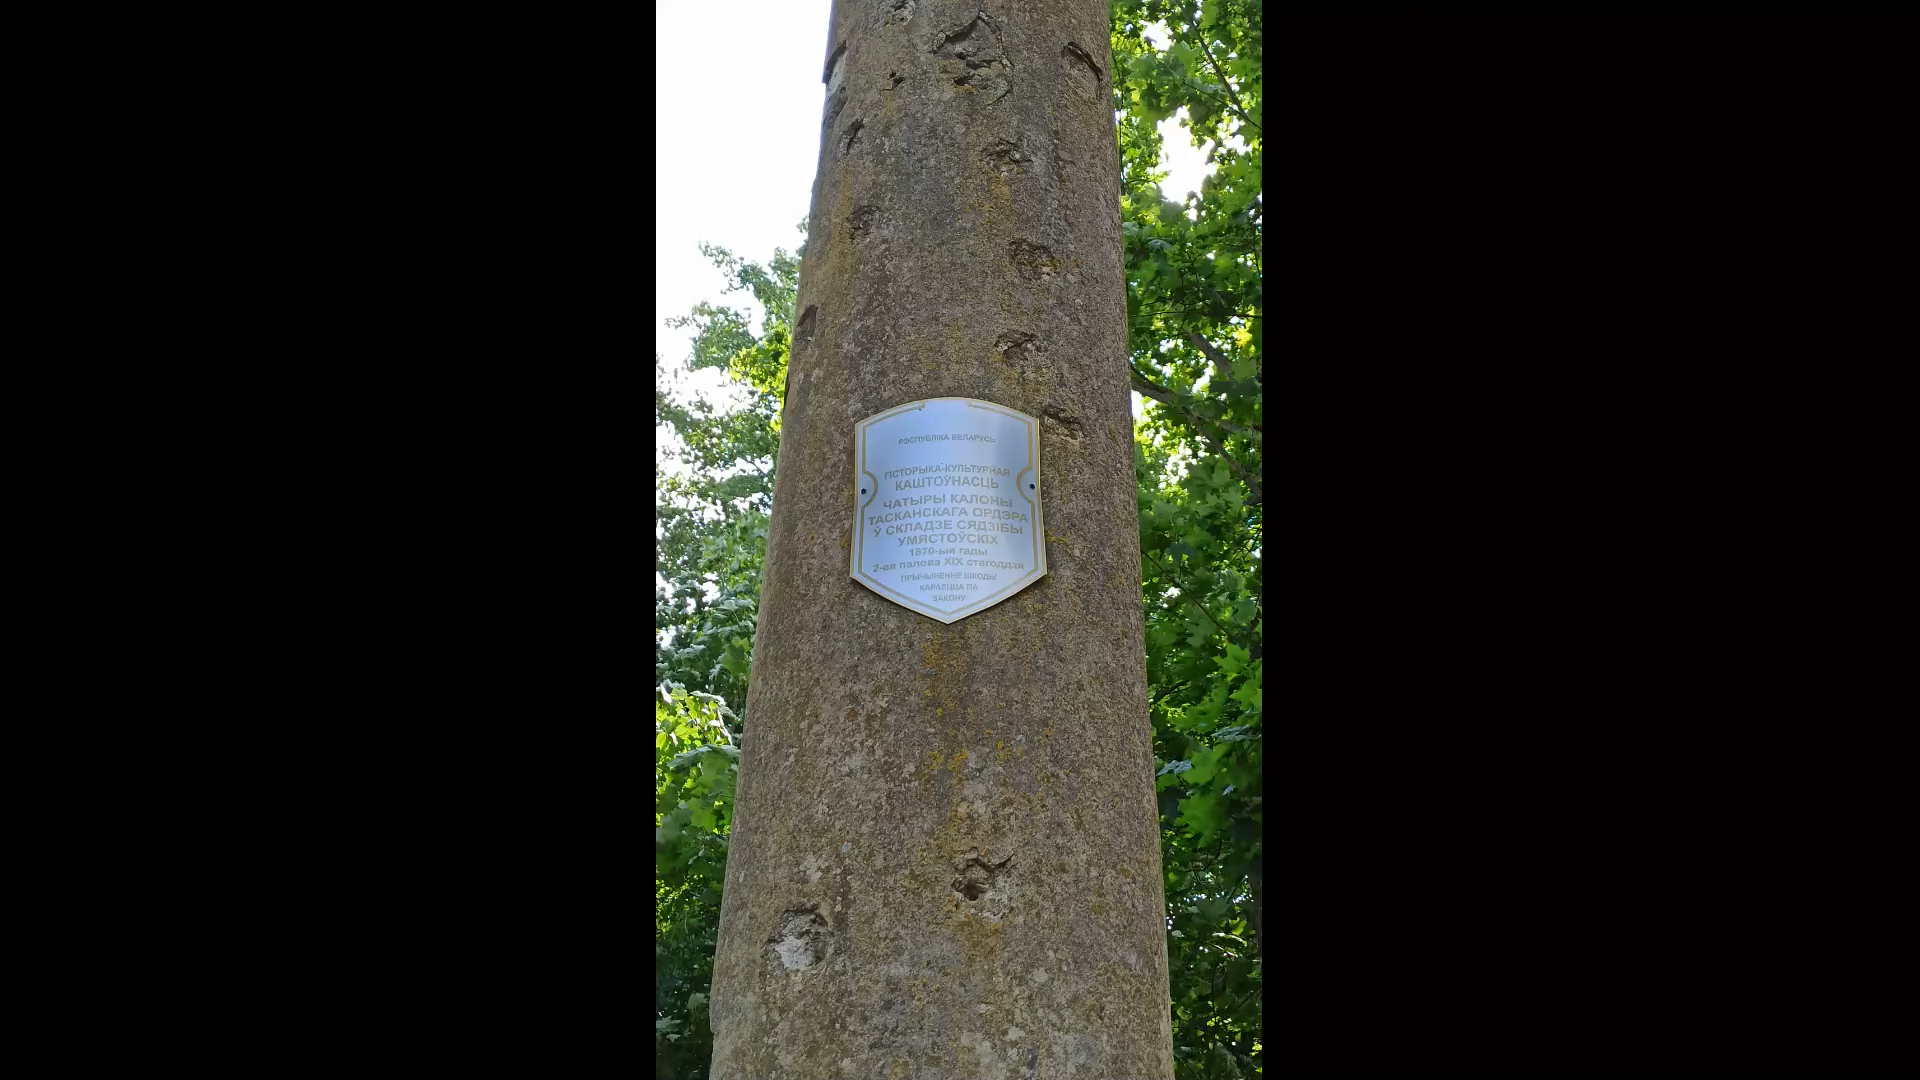 РЭСПУБЛІКА БЕЛАРУСЬ
ГІСТОРЫКА-КУЛЬТУРНАЯ
КАШТОЎНАСЦЬ
ЧАТЫРЫ КАЛОНЫ
ТАСКАНСКАГА ОРДЭРА
Ў СКЛАДЗЕ СЯДЗІБЫ
УМЯСТОЎСКІХ
1870-ыя гады
2-ая палова XIX стагоддзя
ПРЫЧЫНЕННЕ ШКОДЫ
КАРАЕЦЦА ПА
ЗАКОНУ